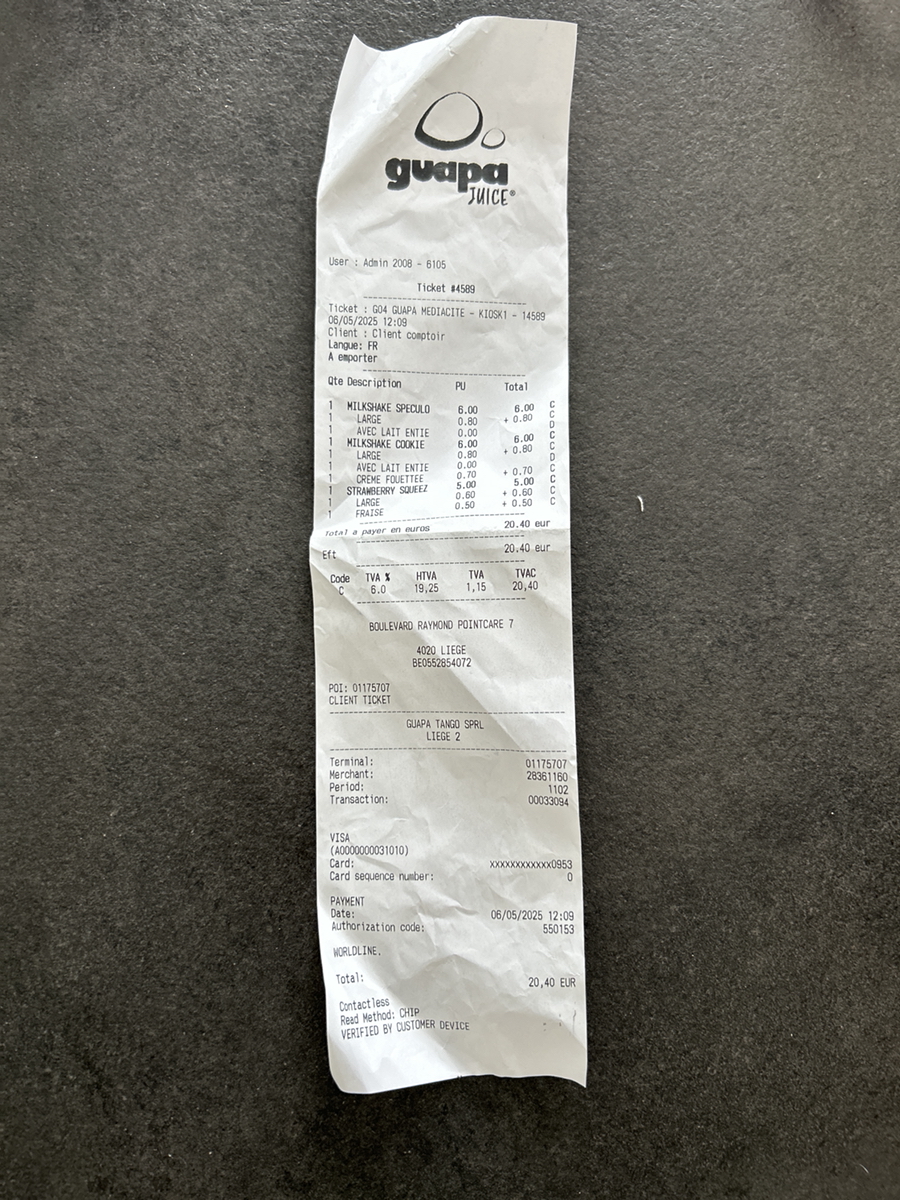 guapa
JUICE®
User : Admin 2008 - 6105
Ticket #4589
Ticket : G04 GUAPA MEDIACITE - KIOSK1 - 14589
06/05/2025 12:09
Client : Client comptoir
Langue: FR
A emporter
Qte Description PU Total
1 MILKSHAKE SPECULO 6.00 6.00 C
1 LARGE 0.80 + 0.80 C
1 AVEC LAIT ENTIE 0.00 D
1 MILKSHAKE COOKIE 6.00 6.00 C
1 LARGE 0.80 + 0.80 C
1 AVEC LAIT ENTIE 0.00 D
1 CREME FOUETTEE 0.70 + 0.70 C
1 STRAWBERRY SQUEEZ 5.00 5.00 C
1 LARGE 0.60 + 0.60 C
1 FRAISE 0.50 + 0.50 C
Total a payer en euros 20.40 eur
Eft 20.40 eur
Code TVA % HTVA TVA TVAC
C 6.0 19,25 1,15 20,40
BOULEVARD RAYMOND POINTCARE 7
4020 LIEGE
BE0552854072
POI: 01175707
CLIENT TICKET
GUAPA TANGO SPRL
LIEGE 2
Terminal: 01175707
Merchant: 28361160
Period: 1102
Transaction: 00033094
VISA
(A0000000031010)
Card: xxxxxxxxxxxx0953
Card sequence number: 0
PAYMENT
Date: 06/05/2025 12:09
Authorization code: 550153
WORLDLINE.
Total: 20,40 EUR
Contactless
Read Method: CHIP
VERIFIED BY CUSTOMER DEVICE